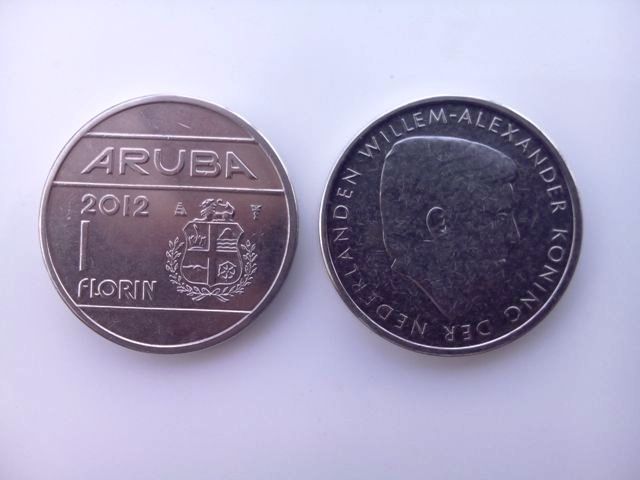 ARUBA
2012
1
FLORIN
WILLEM-ALEXANDER KONING DER NEDERLANDEN